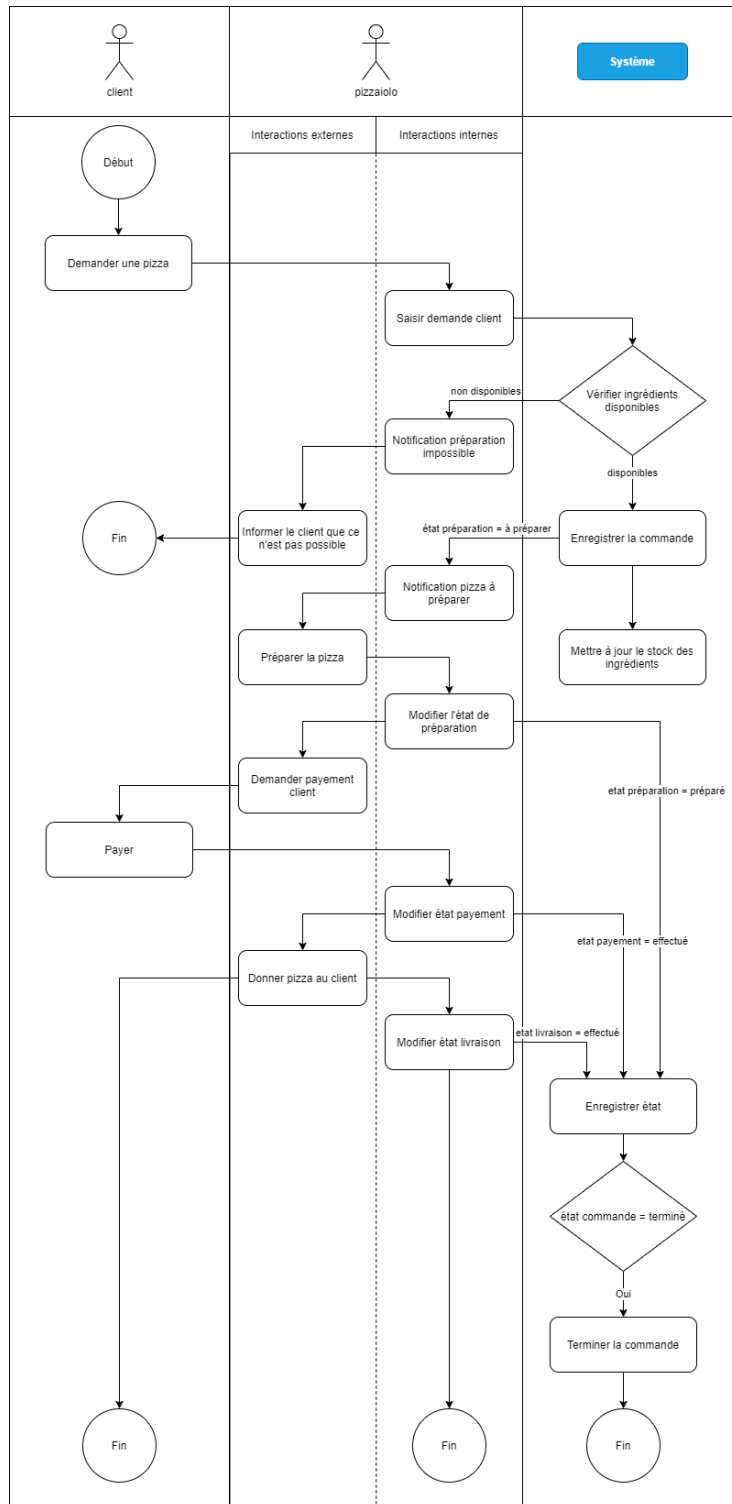 client
pizzaiolo
Système
Interactions externes
Interactions internes
Début
Demander une pizza
Saisir demande client
Vérifier ingrédients
disponibles
non disponibles
Notification préparation
impossible
disponibles
Fin
Informer le client que ce
n'est pas possible
état préparation = à préparer
Enregistrer la commande
Notification pizza à
préparer
Préparer la pizza
Mettre à jour le stock des
ingrédients
Modifier l'état de
préparation
Demander payement
client
etat préparation = préparé
Payer
Modifier état payement
etat payement = effectué
Donner pizza au client
Modifier état livraison
etat livraison = effectué
Enregistrer état
état commande = terminé
Oui
Terminer la commande
Fin
Fin
Fin